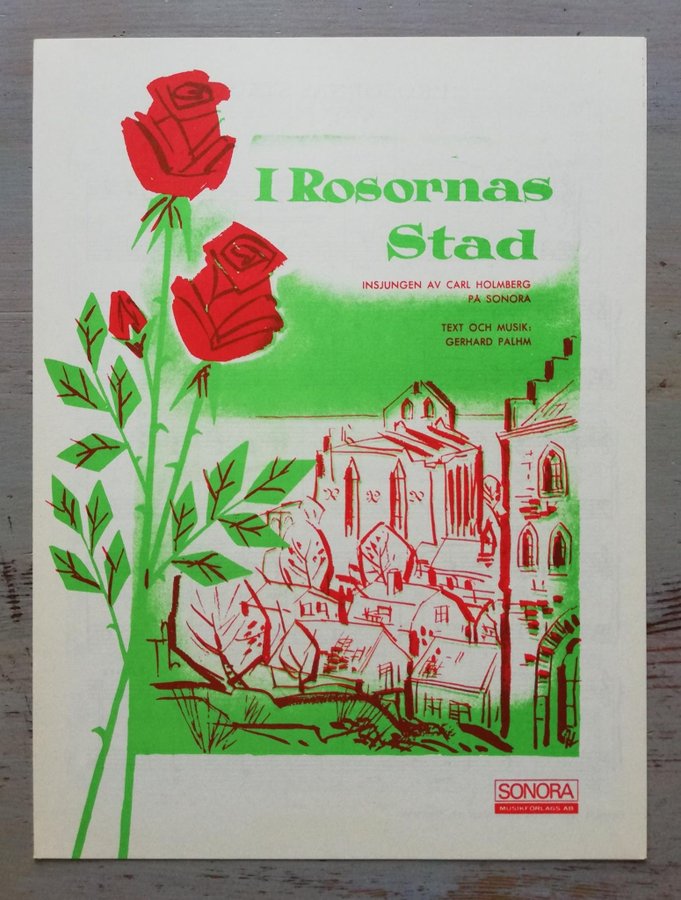 I Rosornas
Stad
INSJUNGEN AV CARL HOLMBERG
PÅ SONORA
TEXT OCH MUSIK:
GERHARD PALHM
SONORA
MUSIKFÖRLAGS AB